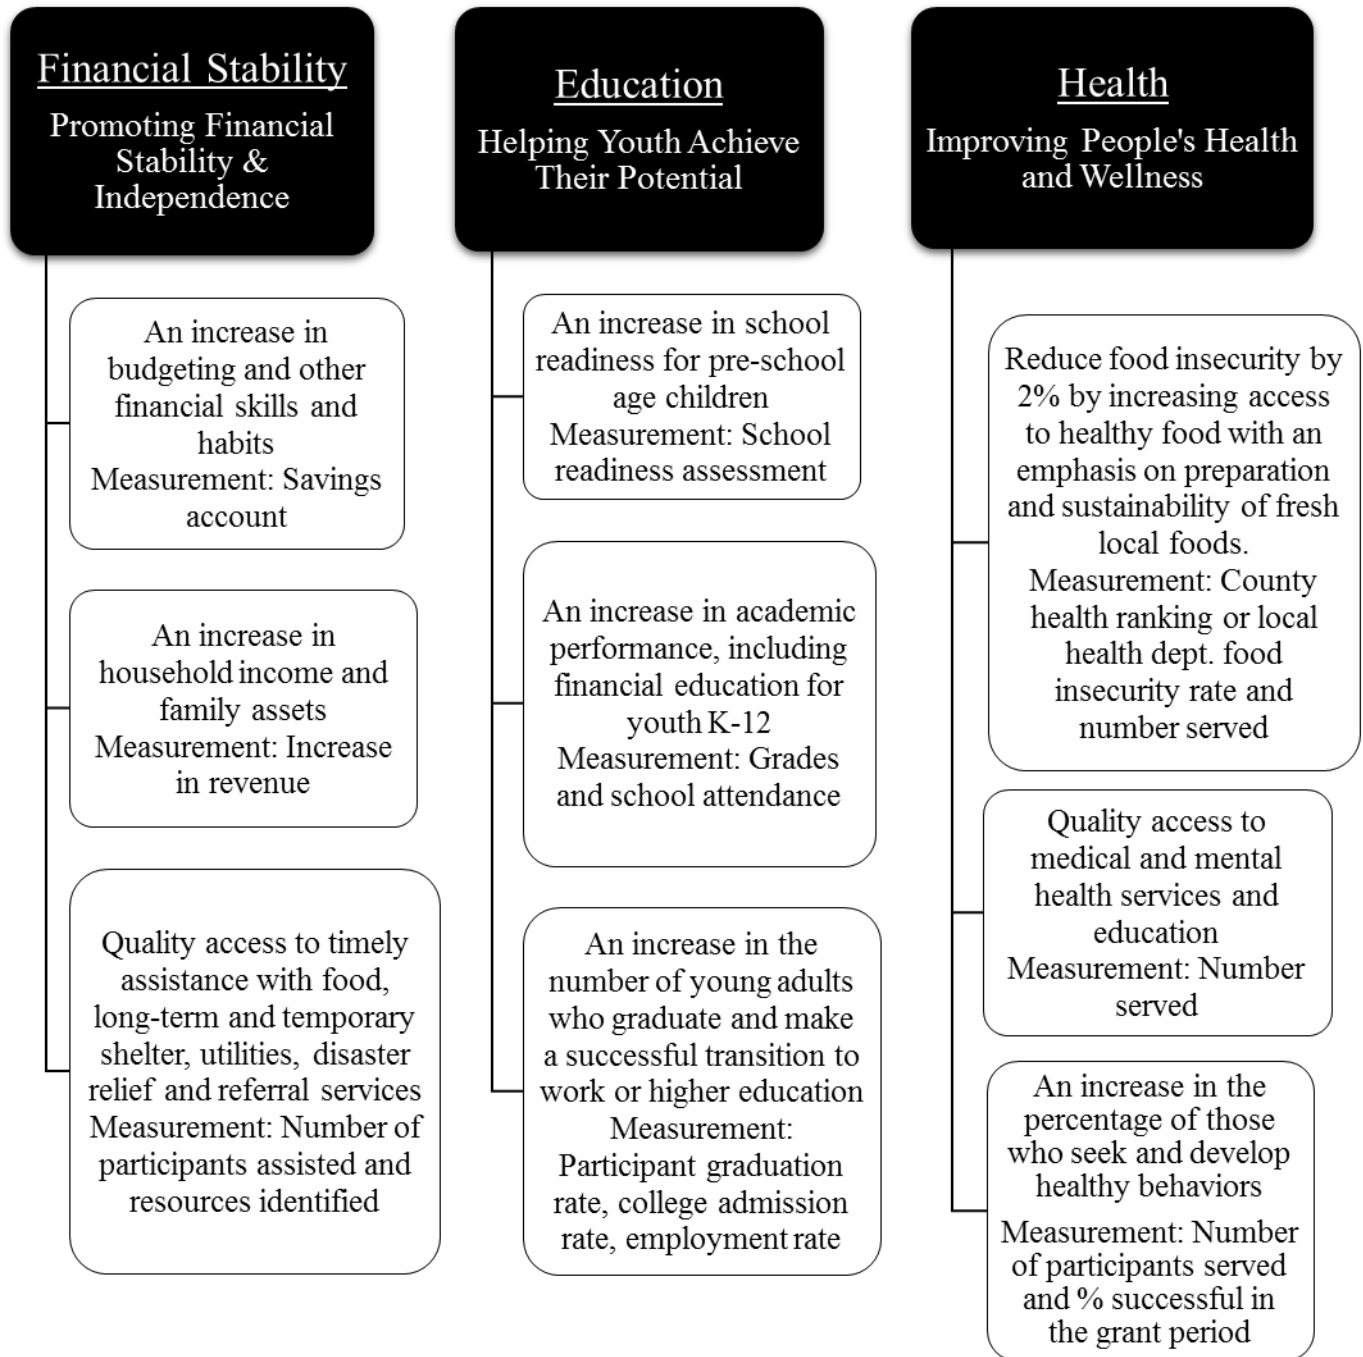 Financial Stability
Promoting Financial
Stability &
Independence
An increase in
budgeting and other
financial skills and
habits
Measurement: Savings
account
An increase in
household income and
family assets
Measurement: Increase
in revenue
Quality access to timely
assistance with food,
long-term and temporary
shelter, utilities, disaster
relief and referral services
Measurement: Number of
participants assisted and
resources identified
Education
Helping Youth Achieve
Their Potential
An increase in school
readiness for pre-school
age children
Measurement: School
readiness assessment
An increase in academic
performance, including
financial education for
youth K-12
Measurement: Grades
and school attendance
An increase in the
number of young adults
who graduate and make
a successful transition to
work or higher education
Measurement:
Participant graduation
rate, college admission
rate, employment rate
Health
Improving People's Health
and Wellness
Reduce food insecurity by
2% by increasing access
to healthy food with an
emphasis on preparation
and sustainability of fresh
local foods.
Measurement: County
health ranking or local
health dept. food
insecurity rate and
number served
Quality access to
medical and mental
health services and
education
Measurement: Number
served
An increase in the
percentage of those
who seek and develop
healthy behaviors
Measurement: Number
of participants served
and % successful in
the grant period